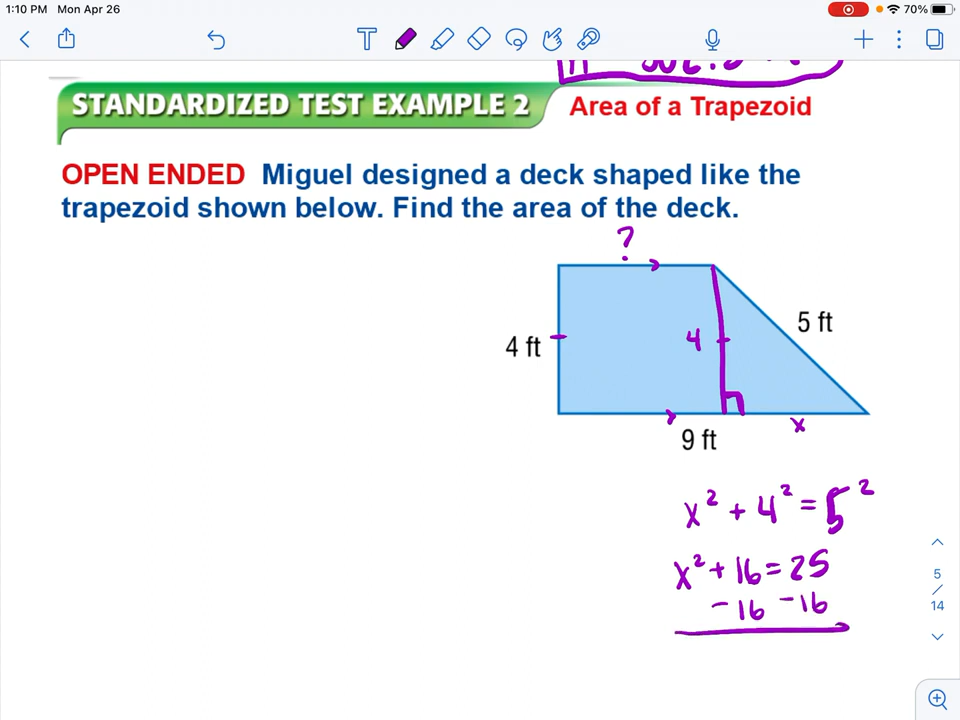 1:10 PM Mon Apr 26
70%
STANDARDIZED TEST EXAMPLE 2 Area of a Trapezoid
OPEN ENDED Miguel designed a deck shaped like the
trapezoid shown below. Find the area of the deck.
?
4 ft
4
5 ft
x
9 ft
x² + 4² = 5²
x² + 16 = 25
- 16 - 16
5
/
14